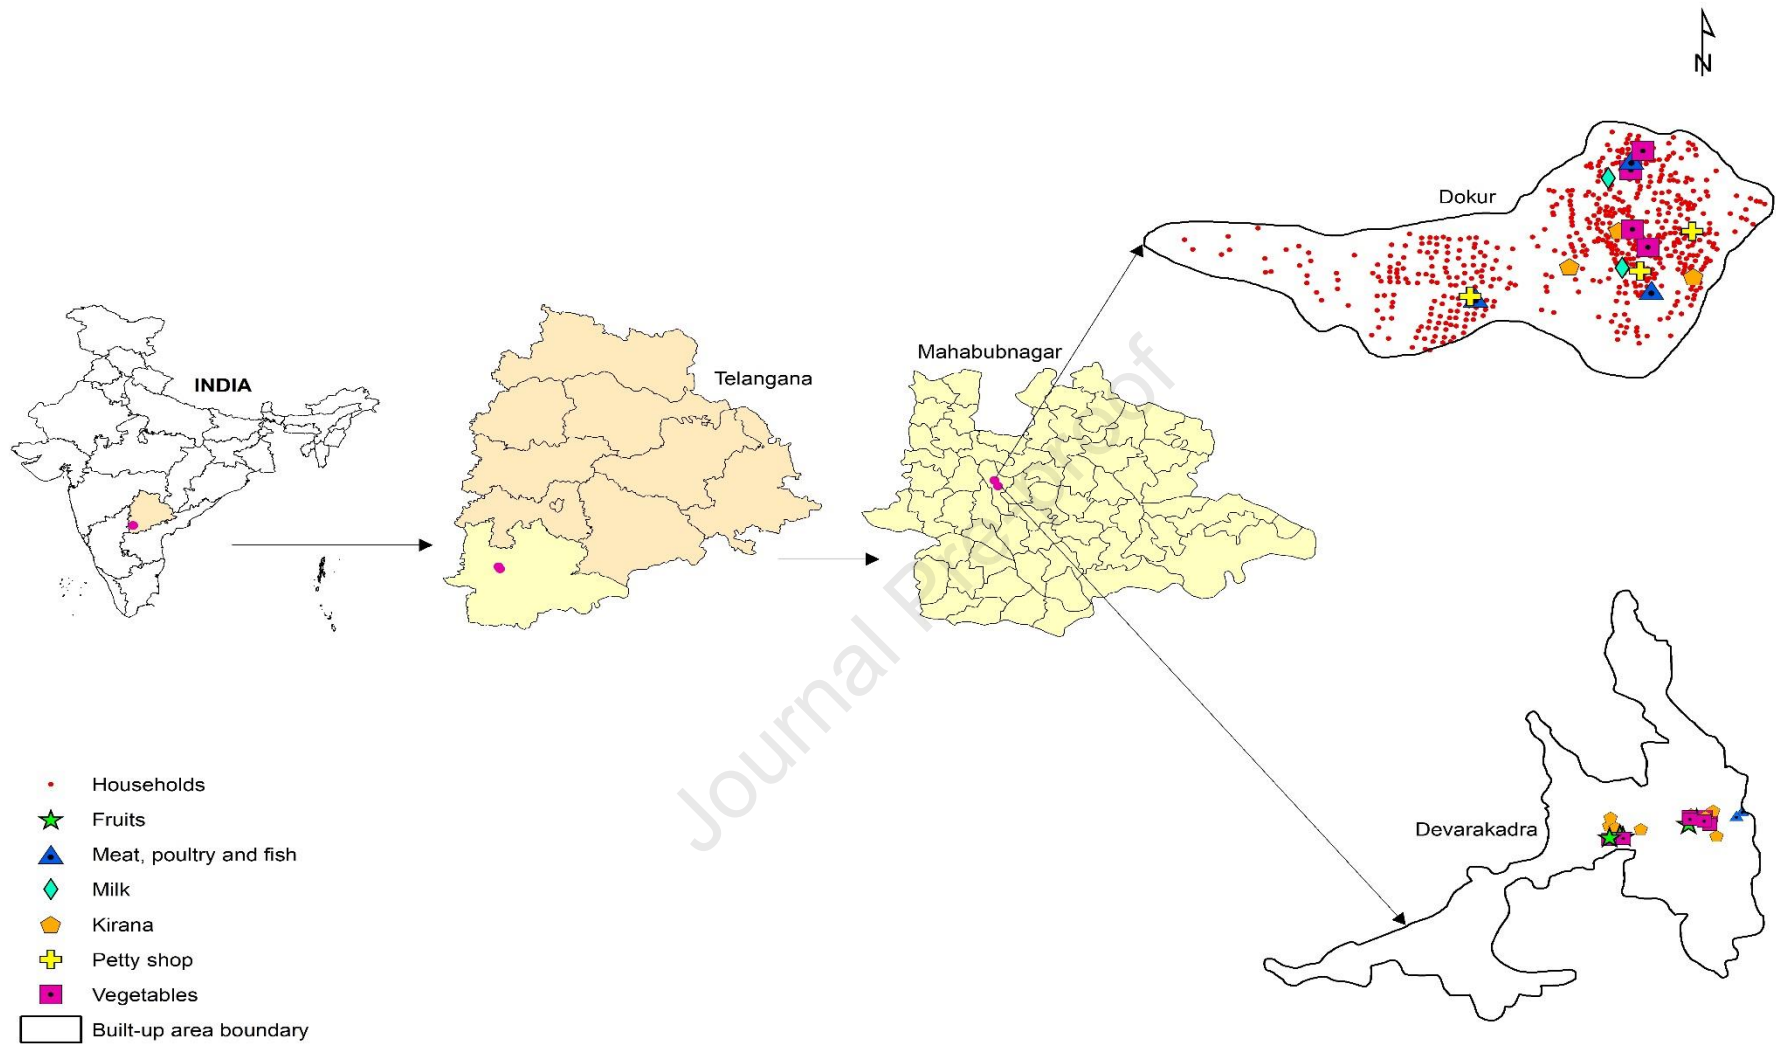 N
Dokur
Mahabubnagar
INDIA
Telangana
Journal Pre-proof
Devarakadra
Households
Fruits
Meat, poultry and fish
Milk
Kirana
Petty shop
Vegetables
Built-up area boundary